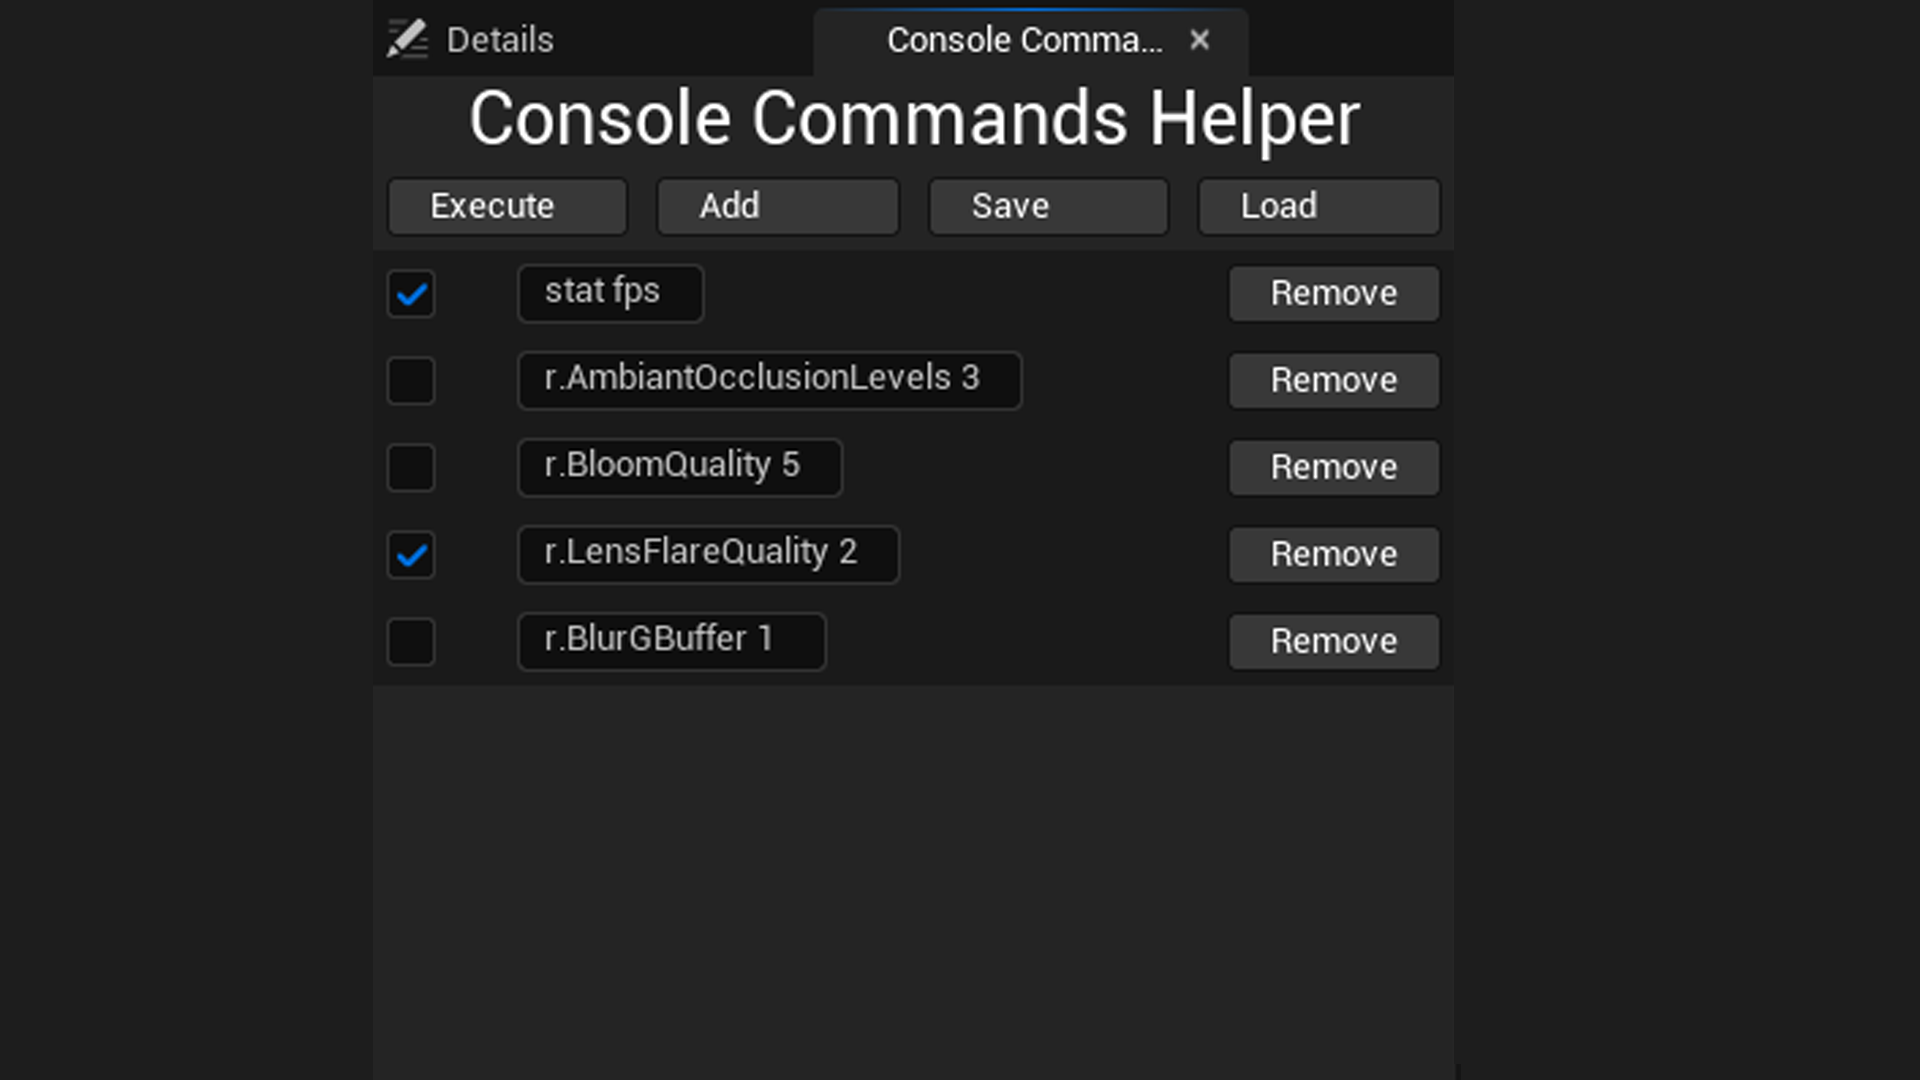 Details
Console Comma...
Console Commands Helper
Execute Add Save Load
stat fps Remove
r.AmbiantOcclusionLevels 3 Remove
r.BloomQuality 5 Remove
r.LensFlareQuality 2 Remove
r.BlurGBuffer 1 Remove